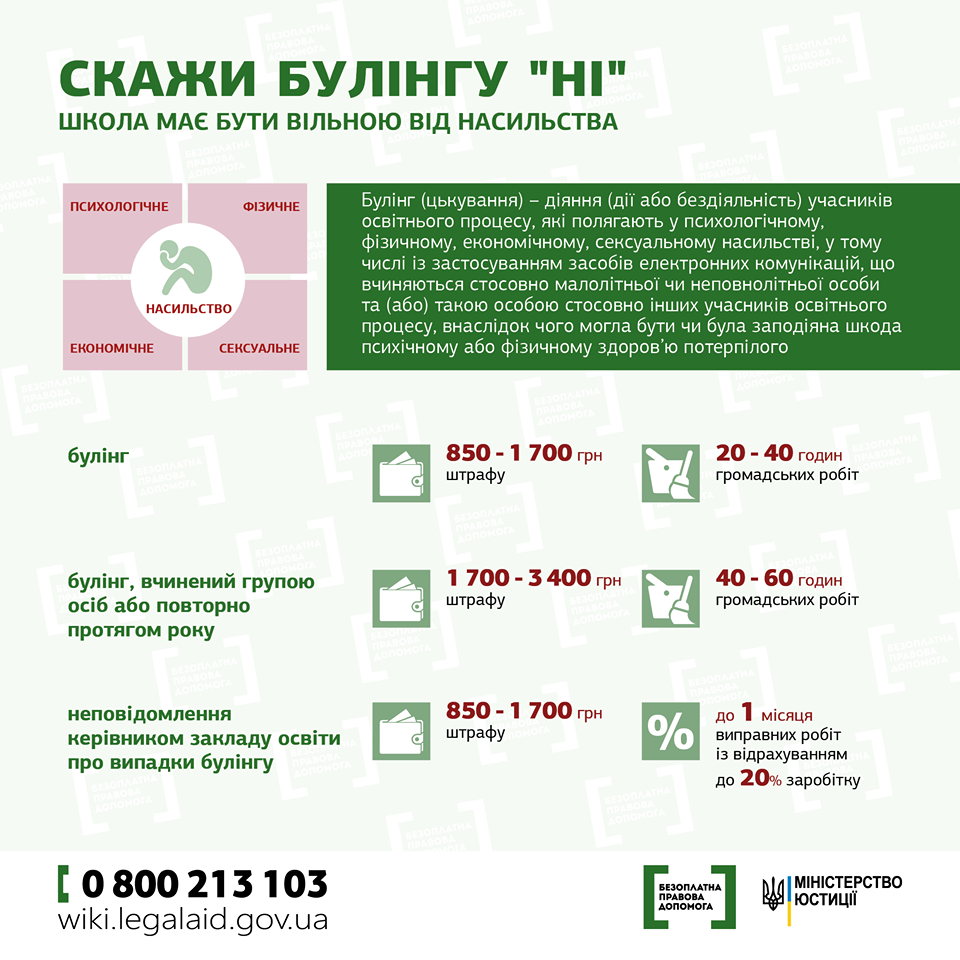 СКАЖИ БУЛІНГУ "НІ"
ШКОЛА МАЄ БУТИ ВІЛЬНОЮ ВІД НАСИЛЬСТВА
ПСИХОЛОГІЧНЕ
ФІЗИЧНЕ
НАСИЛЬСТВО
ЕКОНОМІЧНЕ
СЕКСУАЛЬНЕ
Булінг (цькування) – діяння (дії або бездіяльність) учасників
освітнього процесу, які полягають у психологічному,
фізичному, економічному, сексуальному насильстві, у тому
числі із застосуванням засобів електронних комунікацій, що
вчиняються стосовно малолітньої чи неповнолітньої особи
та (або) такою особою стосовно інших учасників освітнього
процесу, внаслідок чого могла бути чи була заподіяна шкода
психічному або фізичному здоров’ю потерпілого
булінг
850 - 1 700 грн
штрафу
20 - 40 годин
громадських робіт
булінг, вчинений групою
осіб або повторно
протягом року
1 700 - 3 400 грн
штрафу
40 - 60 годин
громадських робіт
неповідомлення
керівником закладу освіти
про випадки булінгу
850 - 1 700 грн
штрафу
%
до 1 місяця
виправних робіт
із відрахуванням
до 20% заробітку
0 800 213 103
wiki.legalaid.gov.ua
БЕЗОПЛАТНА
ПРАВОВА
ДОПОМОГА
МІНІСТЕРСТВО
ЮСТИЦІЇ